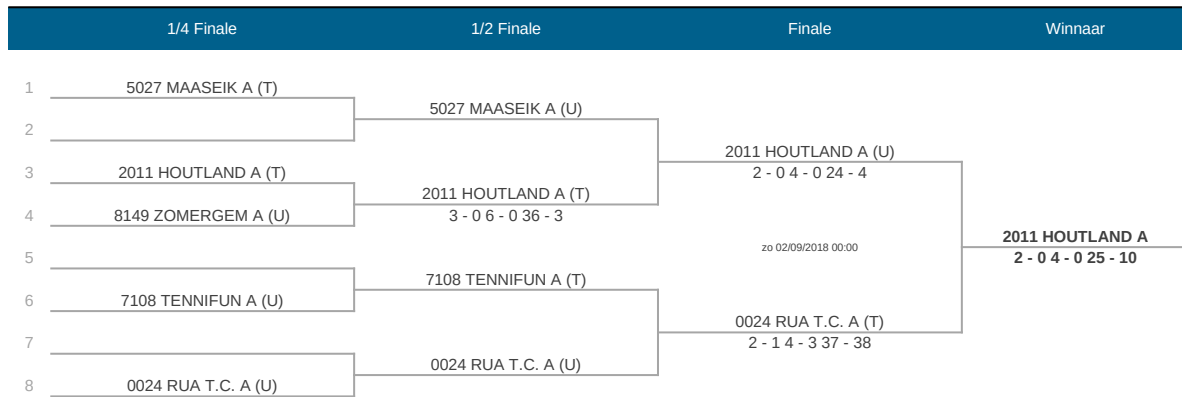 1/4 Finale 1/2 Finale Finale Winnaar
1 5027 MAASEIK A (T)
5027 MAASEIK A (U)
2
2011 HOUTLAND A (U)
3 2011 HOUTLAND A (T)
2 - 0 4 - 0 24 - 4
2011 HOUTLAND A (T)
4 8149 ZOMERGEM A (U)
3 - 0 6 - 0 36 - 3
2011 HOUTLAND A
zo 02/09/2018 00:00
5
2 - 0 4 - 0 25 - 10
7108 TENNIFUN A (T)
6 7108 TENNIFUN A (U)
0024 RUA T.C. A (T)
7
2 - 1 4 - 3 37 - 38
0024 RUA T.C. A (U)
8 0024 RUA T.C. A (U)